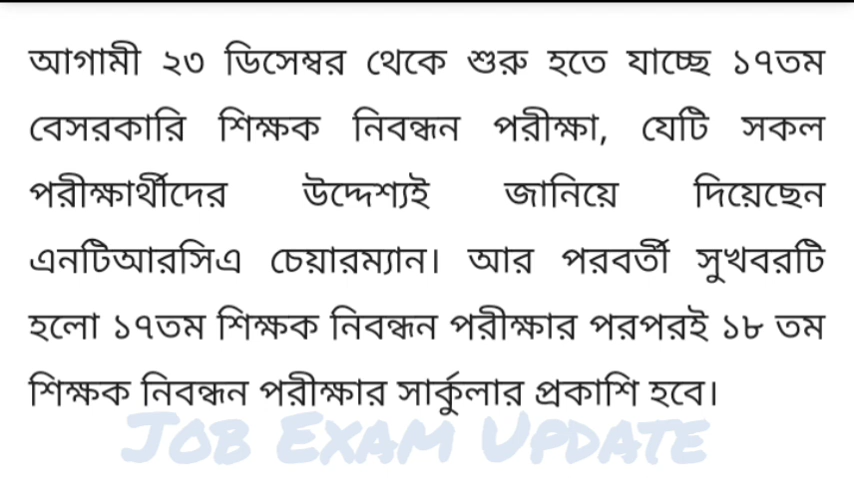 আগামী ২৩ ডিসেম্বর থেকে শুরু হতে যাচ্ছে ১৭তম
বেসরকারি শিক্ষক নিবন্ধন পরীক্ষা, যেটি সকল
পরীক্ষার্থীদের উদ্দেশ্যই জানিয়ে দিয়েছেন
এনটিআরসিএ চেয়ারম্যান। আর পরবর্তী সুখবরটি
হলো ১৭তম শিক্ষক নিবন্ধন পরীক্ষার পরপরই ১৮ তম
শিক্ষক নিবন্ধন পরীক্ষার সার্কুলার প্রকাশি হবে।
JOB EXAM UPDATE